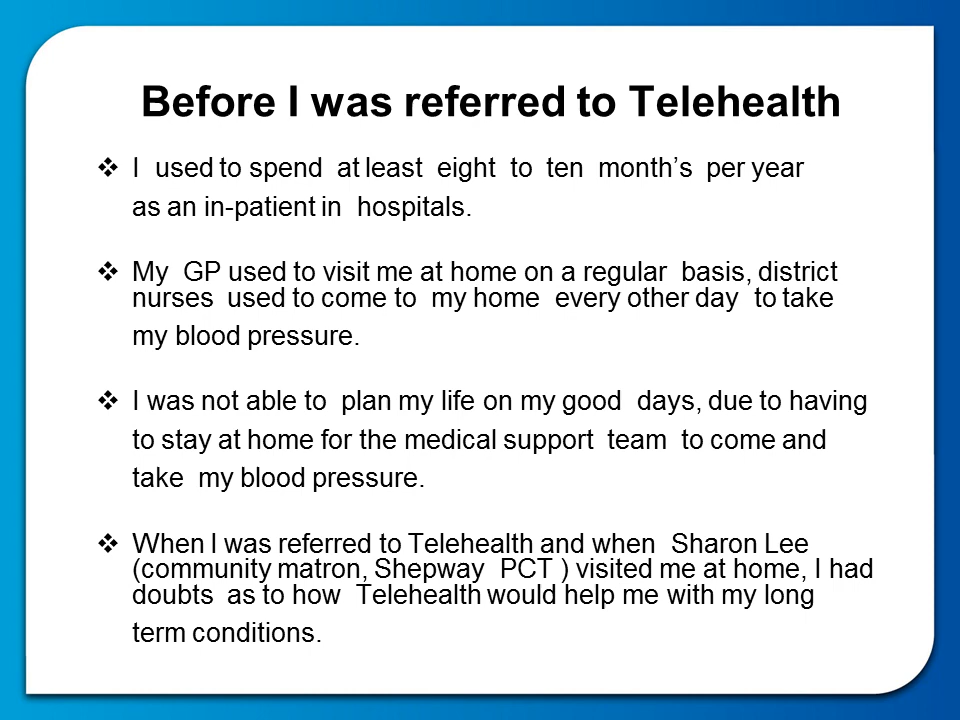 Before I was referred to Telehealth
❖ I used to spend at least eight to ten month’s per year
as an in-patient in hospitals.
❖ My GP used to visit me at home on a regular basis, district
nurses used to come to my home every other day to take
my blood pressure.
❖ I was not able to plan my life on my good days, due to having
to stay at home for the medical support team to come and
take my blood pressure.
❖ When I was referred to Telehealth and when Sharon Lee
(community matron, Shepway PCT ) visited me at home, I had
doubts as to how Telehealth would help me with my long
term conditions.